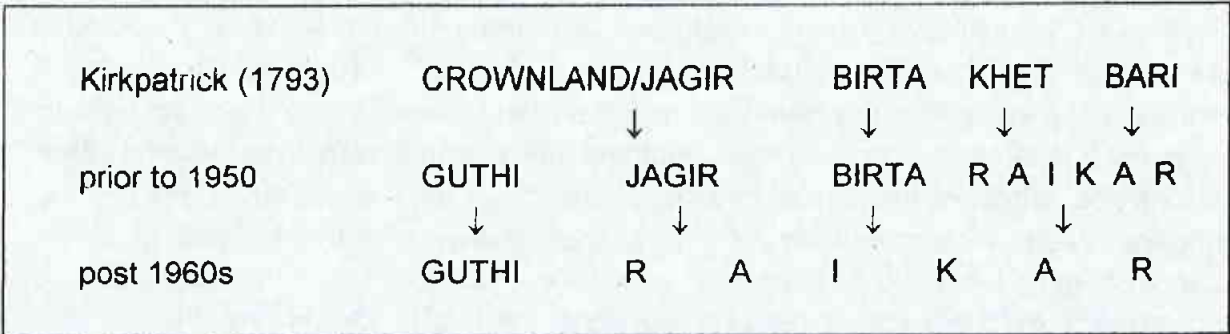 Kirkpatrick (1793) CROWNLAND/JAGIR BIRTA KHET BARI
↓ ↓ ↓ ↓
prior to 1950 GUTHI JAGIR BIRTA R A I K A R
↓ ↓ ↓ ↓
post 1960s GUTHI R A I K A R